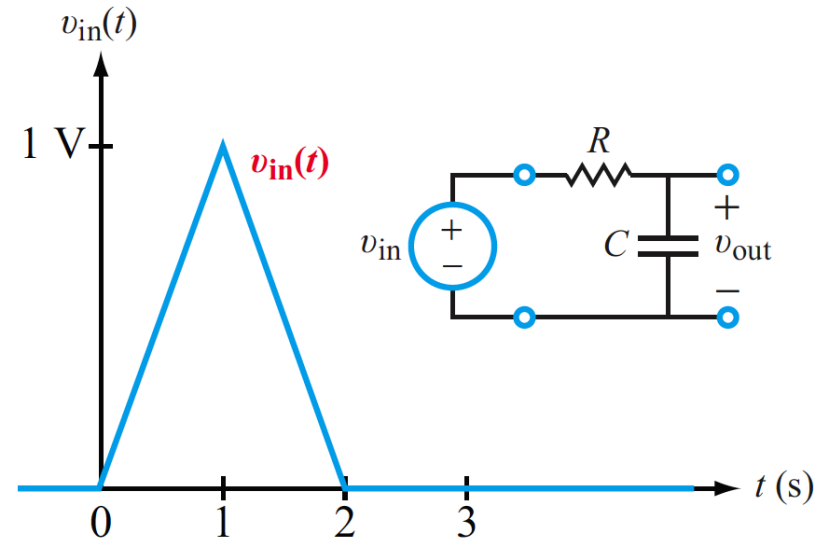 v_in(t)
1 V
v_in(t)
R
+
v_in
+
−
C
v_out
−
0
1
2
3
t (s)